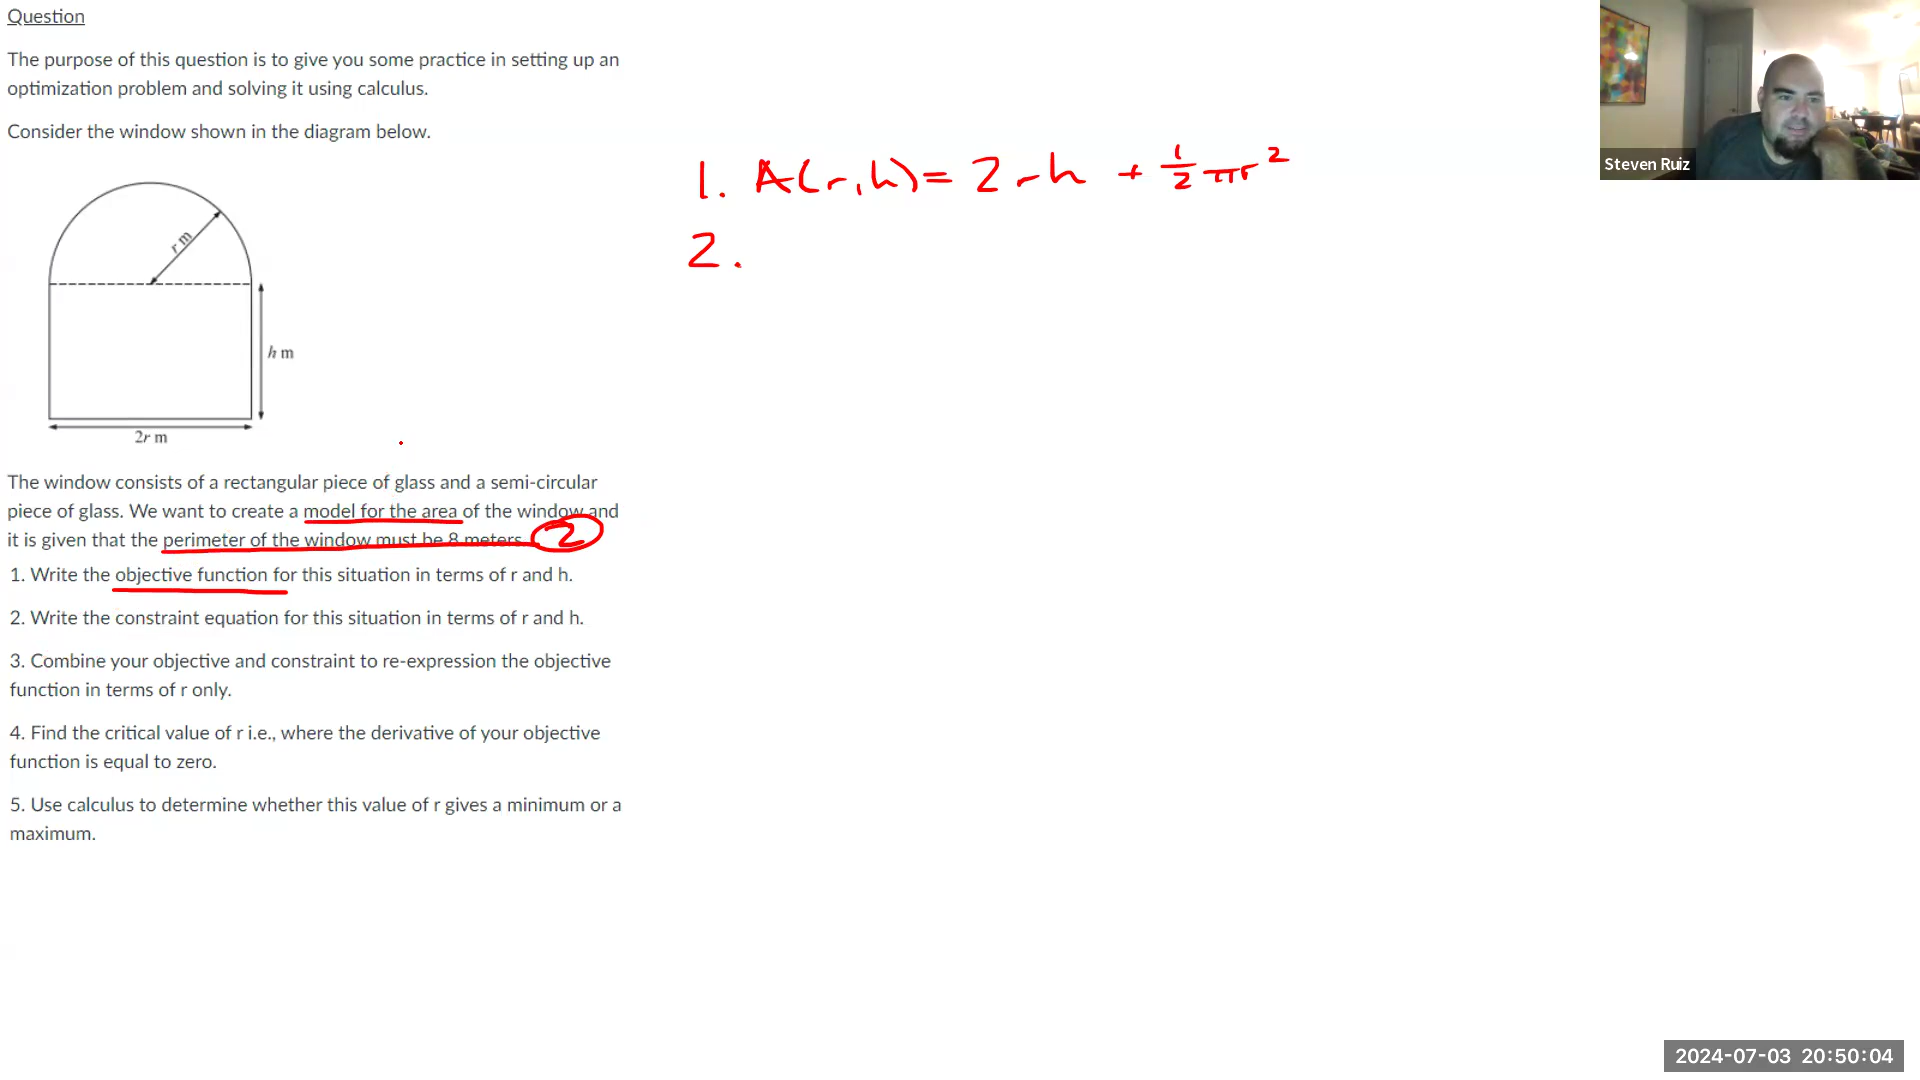 Question
The purpose of this question is to give you some practice in setting up an
optimization problem and solving it using calculus.
Consider the window shown in the diagram below.
r m
h m
2r m
The window consists of a rectangular piece of glass and a semi-circular
piece of glass. We want to create a model for the area of the window and
it is given that the perimeter of the window must be 8 meters. 2
1. Write the objective function for this situation in terms of r and h.
2. Write the constraint equation for this situation in terms of r and h.
3. Combine your objective and constraint to re-expression the objective
function in terms of r only.
4. Find the critical value of r i.e., where the derivative of your objective
function is equal to zero.
5. Use calculus to determine whether this value of r gives a minimum or a
maximum.
1. A(r,h) = 2rh + 1/2 πr²
2.
Steven Ruiz
2024-07-03 20:50:04